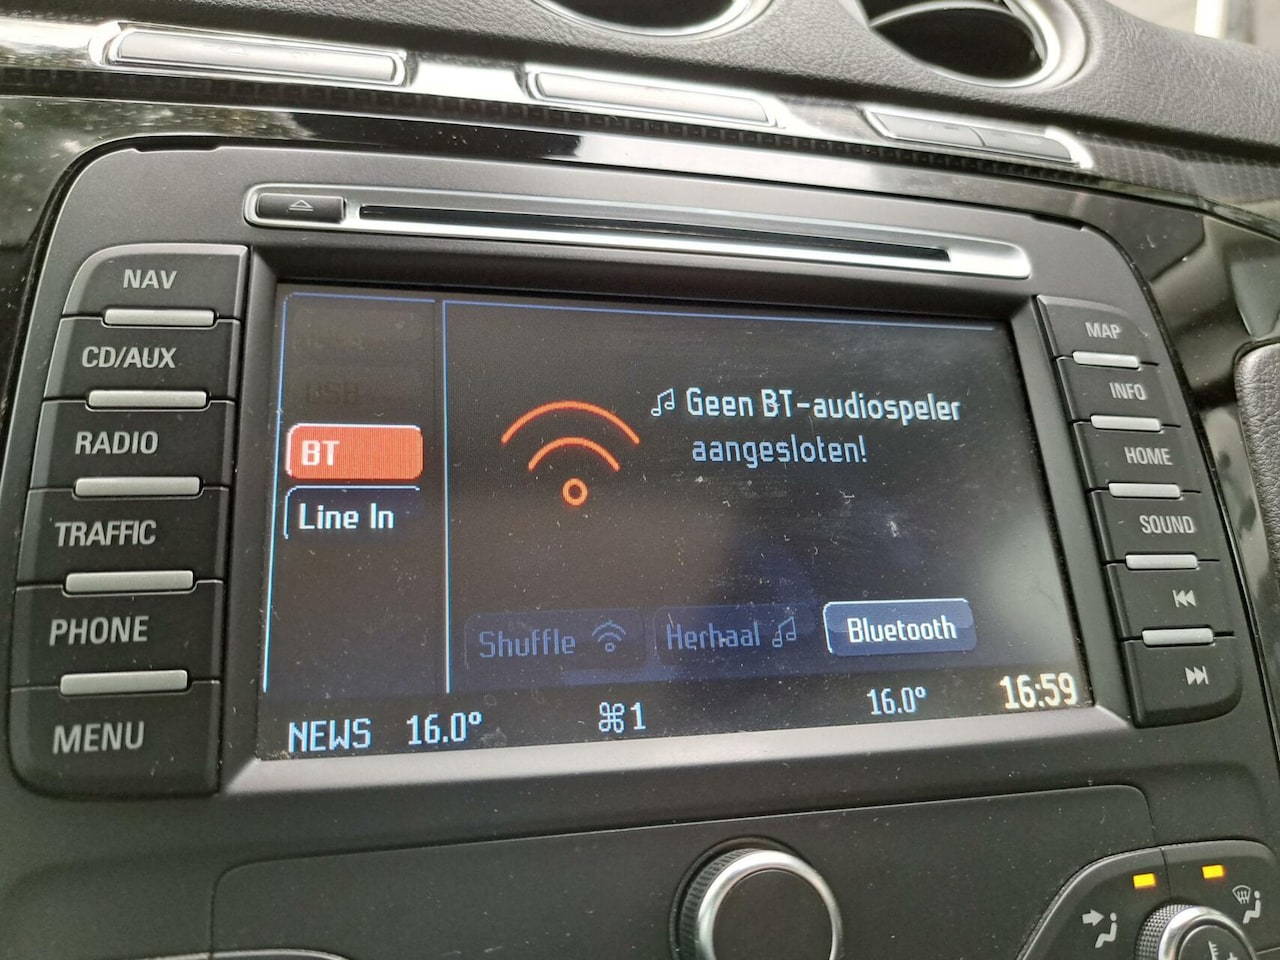 NAV
CD/AUX
RADIO
TRAFFIC
PHONE
MENU
USB
BT
Line In
Geen BT-audiospeler
aangesloten!
Shuffle
Herhaal
Bluetooth
NEWS 16.0° ⌘1 16.0° 16:59
MAP
INFO
HOME
SOUND